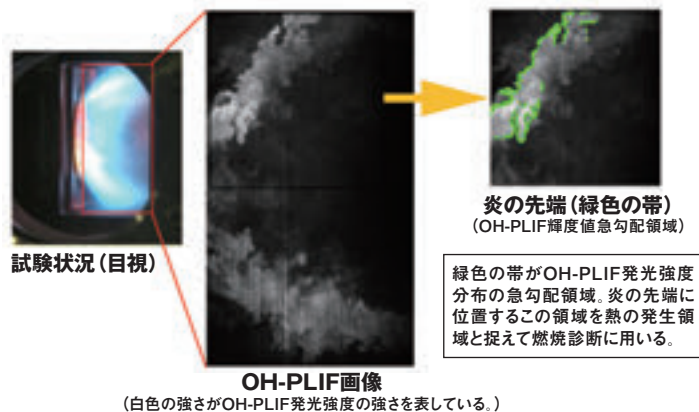 試験状況(目視)
OH-PLIF画像
(白色の強さがOH-PLIF発光強度の強さを表している。)
炎の先端(緑色の帯)
(OH-PLIF輝度値急勾配領域)
緑色の帯がOH-PLIF発光強度
分布の急勾配領域。炎の先端に
位置するこの領域を熱の発生領
域と捉えて燃焼診断に用いる。